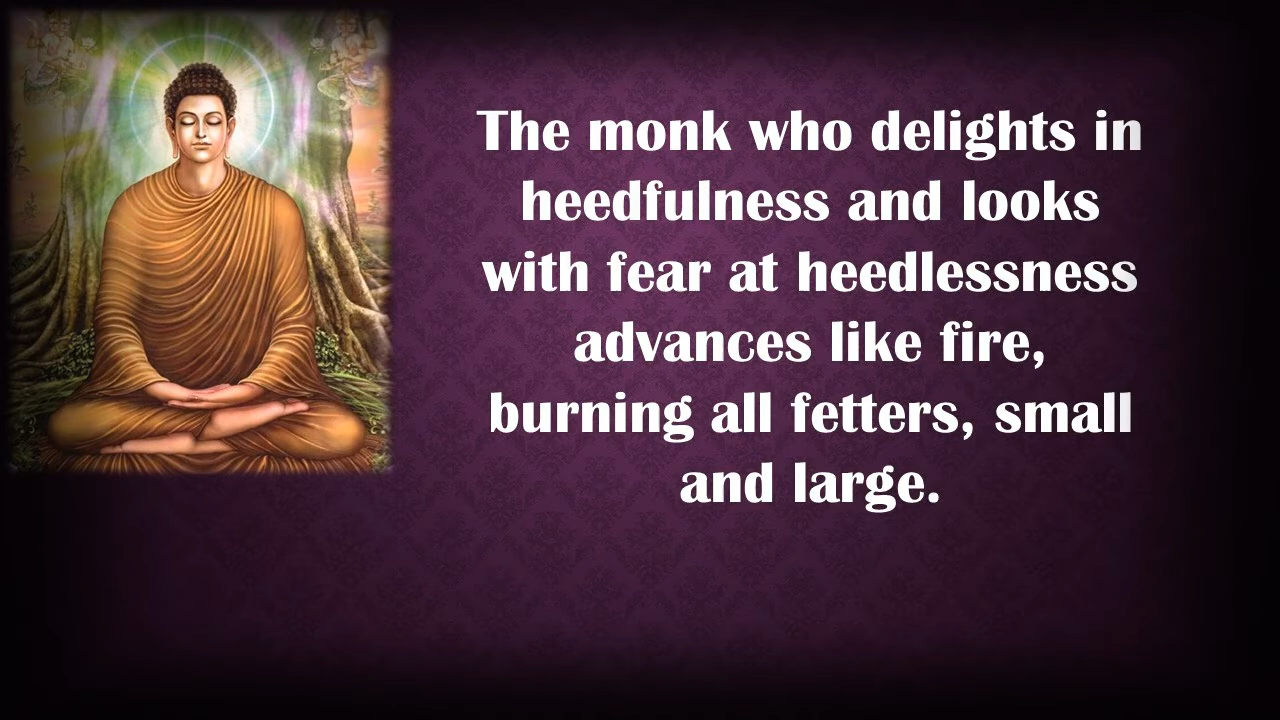 The monk who delights in
heedfulness and looks
with fear at heedlessness
advances like fire,
burning all fetters, small
and large.